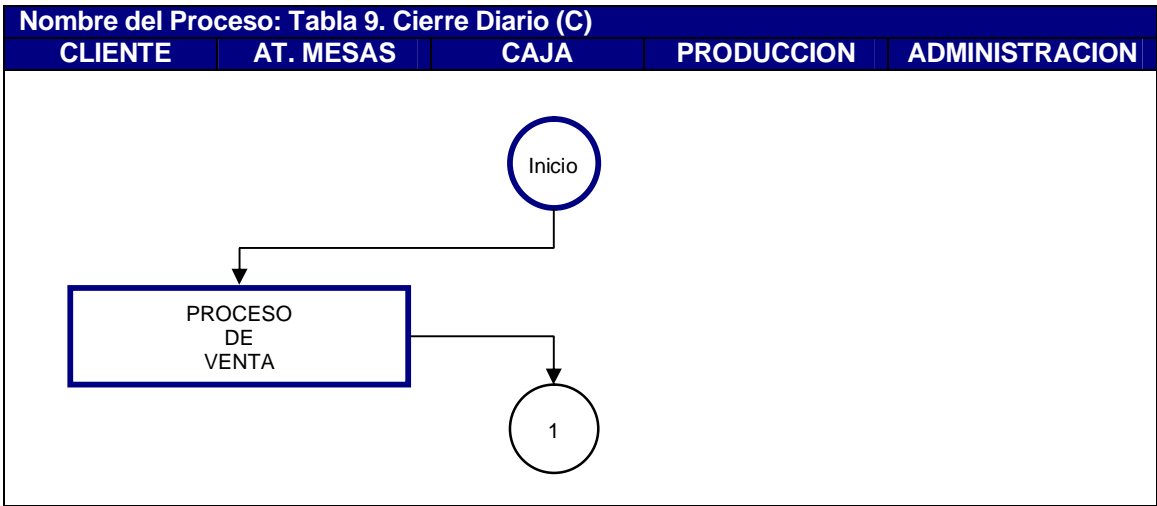 Nombre del Proceso: Tabla 9. Cierre Diario (C)
CLIENTE AT. MESAS CAJA PRODUCCION ADMINISTRACION
Inicio
PROCESO
DE
VENTA
1